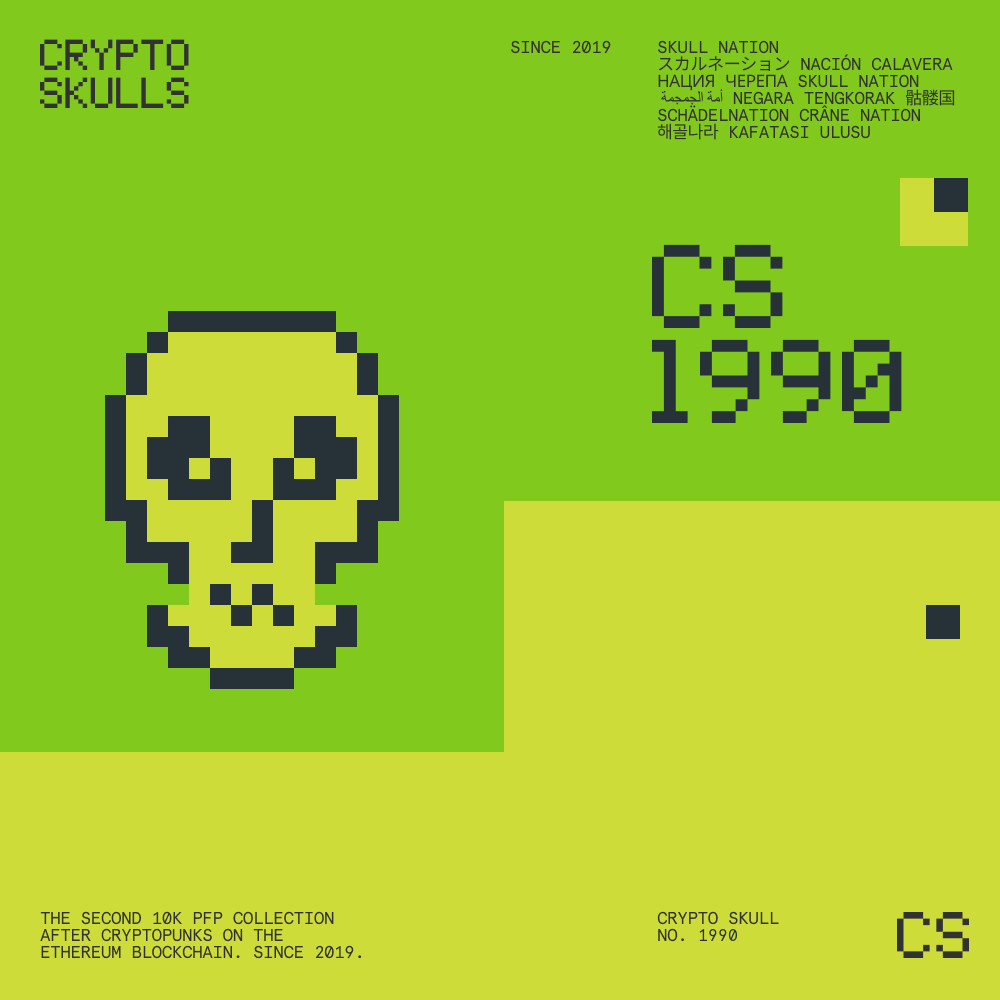 CRYPTO
SKULLS
SINCE 2019
SKULL NATION
スカルネーション NACIÓN CALAVERA
НАЦИЯ ЧЕРЕПА SKULL NATION
أمة الجمجمة NEGARA TENGKORAK 骷髅国
SCHÄDELNATION CRÂNE NATION
해골나라 KAFATASI ULUSU
CS
1990
THE SECOND 10K PFP COLLECTION
AFTER CRYPTOPUNKS ON THE
ETHEREUM BLOCKCHAIN. SINCE 2019.
CRYPTO SKULL
NO. 1990
CS